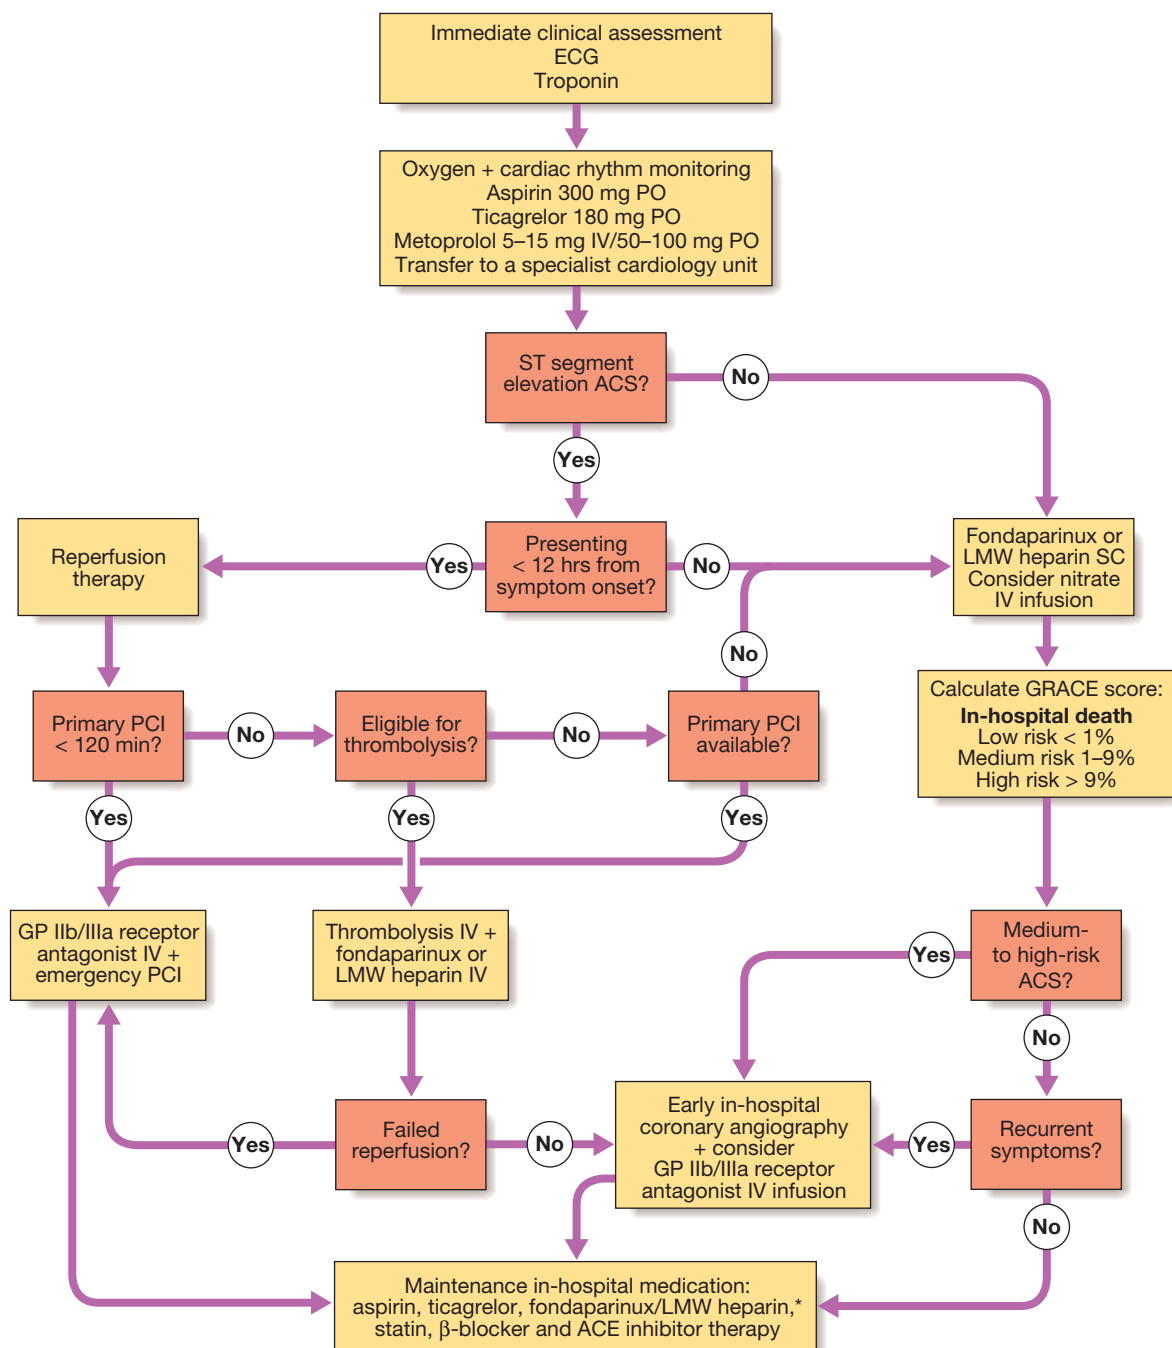 Immediate clinical assessment
ECG
Troponin
Oxygen + cardiac rhythm monitoring
Aspirin 300 mg PO
Ticagrelor 180 mg PO
Metoprolol 5–15 mg IV/50–100 mg PO
Transfer to a specialist cardiology unit
ST segment
elevation ACS?
No
Yes
Reperfusion
therapy
Yes
Presenting
< 12 hrs from
symptom onset?
No
Fondaparinux or
LMW heparin SC
Consider nitrate
IV infusion
No
Primary PCI
< 120 min?
No
Eligible for
thrombolysis?
No
Primary PCI
available?
Calculate GRACE score:
In-hospital death
Low risk < 1%
Medium risk 1–9%
High risk > 9%
Yes
Yes
Yes
GP IIb/IIIa receptor
antagonist IV +
emergency PCI
Thrombolysis IV +
fondaparinux or
LMW heparin IV
Yes
Medium-
to high-risk
ACS?
No
Yes
Failed
reperfusion?
No
Early in-hospital
coronary angiography
+ consider
GP IIb/IIIa receptor
antagonist IV infusion
Yes
Recurrent
symptoms?
No
Maintenance in-hospital medication:
aspirin, ticagrelor, fondaparinux/LMW heparin,*
statin, β-blocker and ACE inhibitor therapy